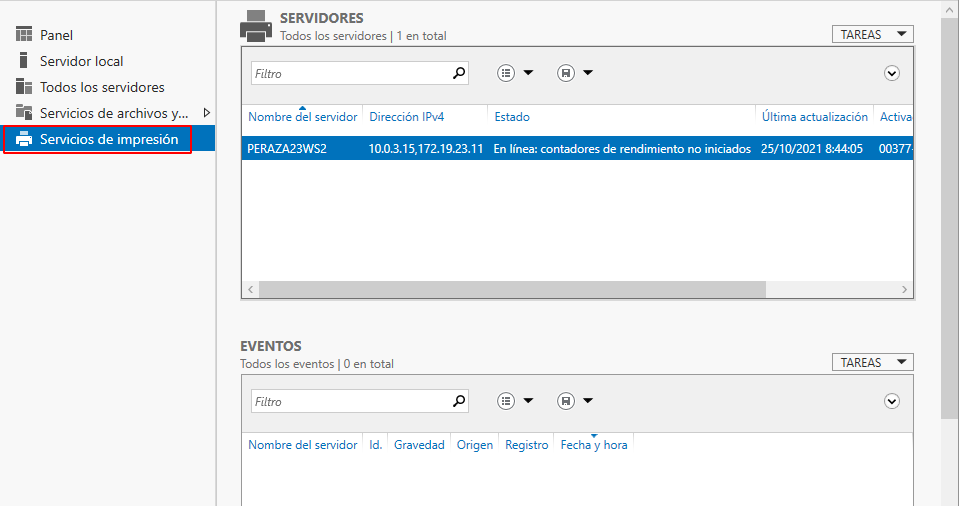 Panel
Servidor local
Todos los servidores
Servicios de archivos y...
Servicios de impresión
SERVIDORES
Todos los servidores | 1 en total
TAREAS
Filtro
Nombre del servidor Dirección IPv4 Estado Última actualización Activa
PERAZA23WS2 10.0.3.15,172.19.23.11 En línea: contadores de rendimiento no iniciados 25/10/2021 8:44:05 00377-
EVENTOS
Todos los eventos | 0 en total
TAREAS
Filtro
Nombre del servidor Id. Gravedad Origen Registro Fecha y hora